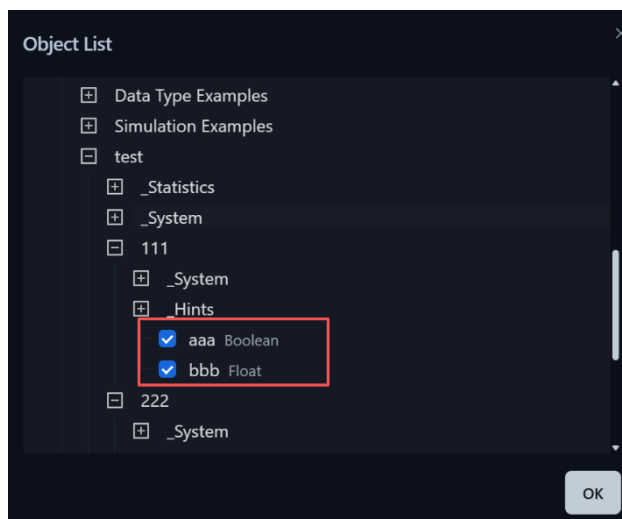 Object List
Data Type Examples
Simulation Examples
test
_Statistics
_System
111
_System
_Hints
aaa Boolean
bbb Float
222
_System
OK